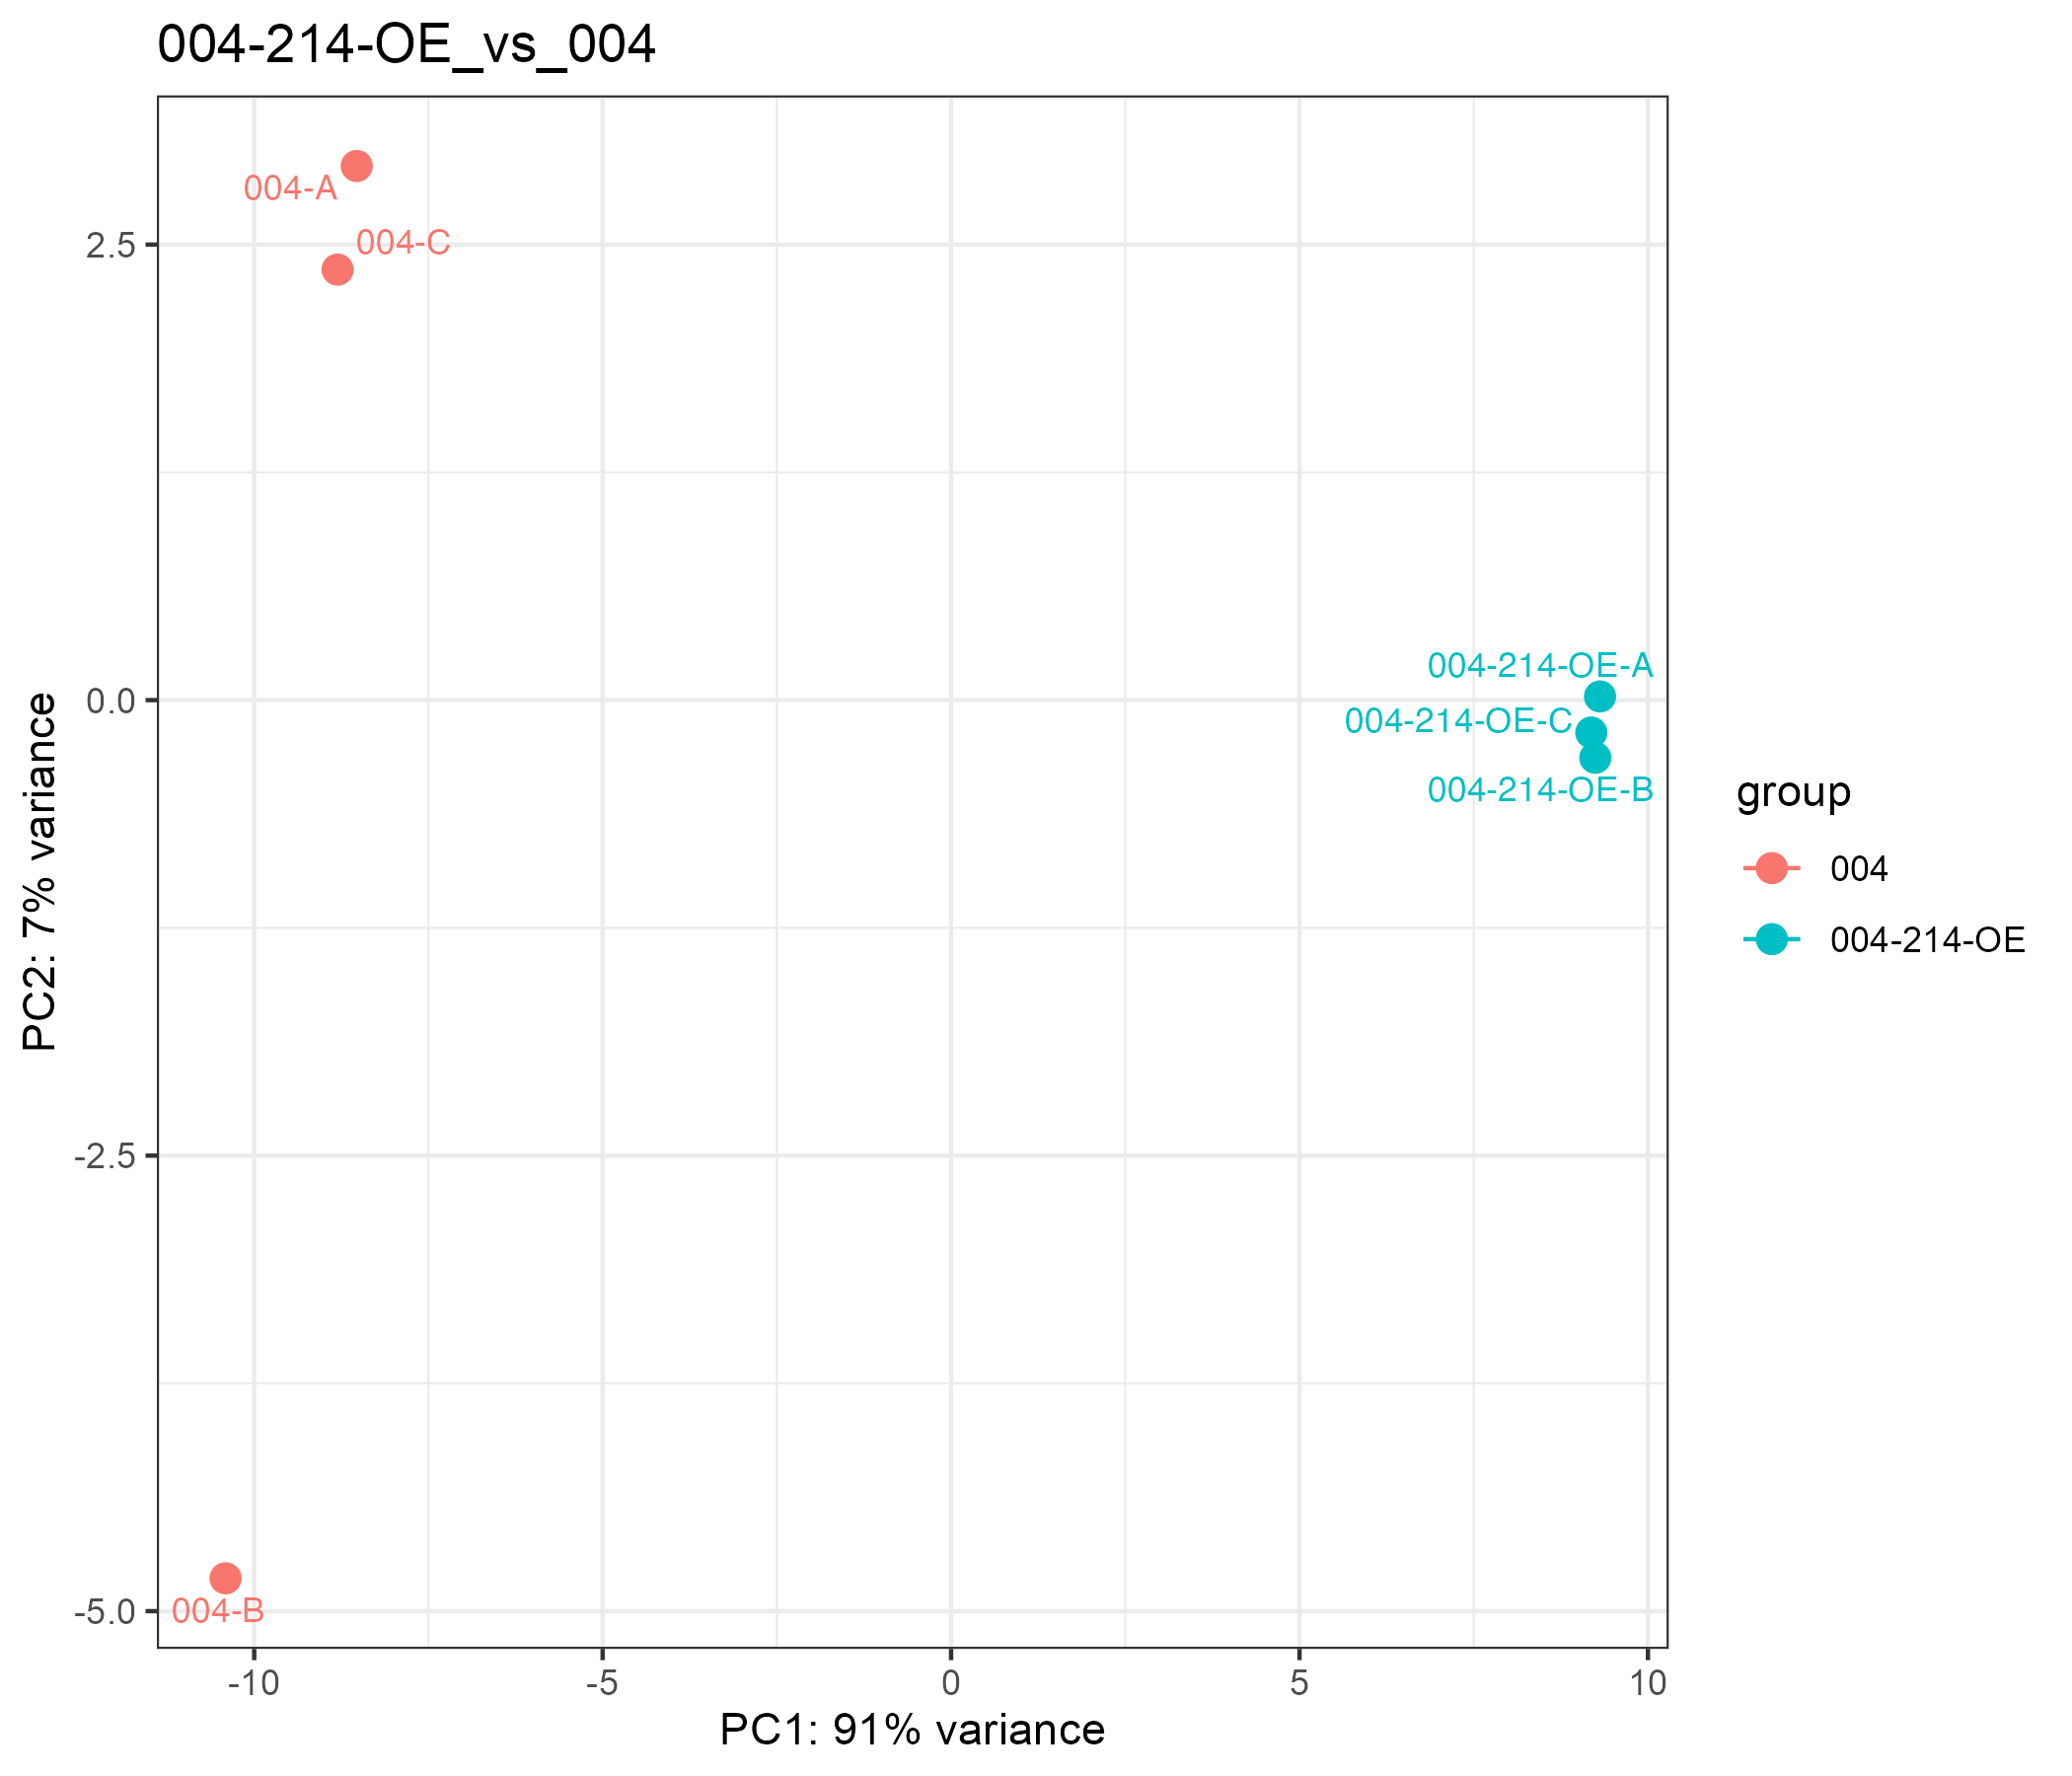 004-214-OE_vs_004
004-A
004-C
2.5
004-214-OE-A
0.0
004-214-OE-C
004-214-OE-B
PC2: 7% variance
group
004
004-214-OE
-2.5
004-B
-5.0
-10
-5
0
5
10
PC1: 91% variance